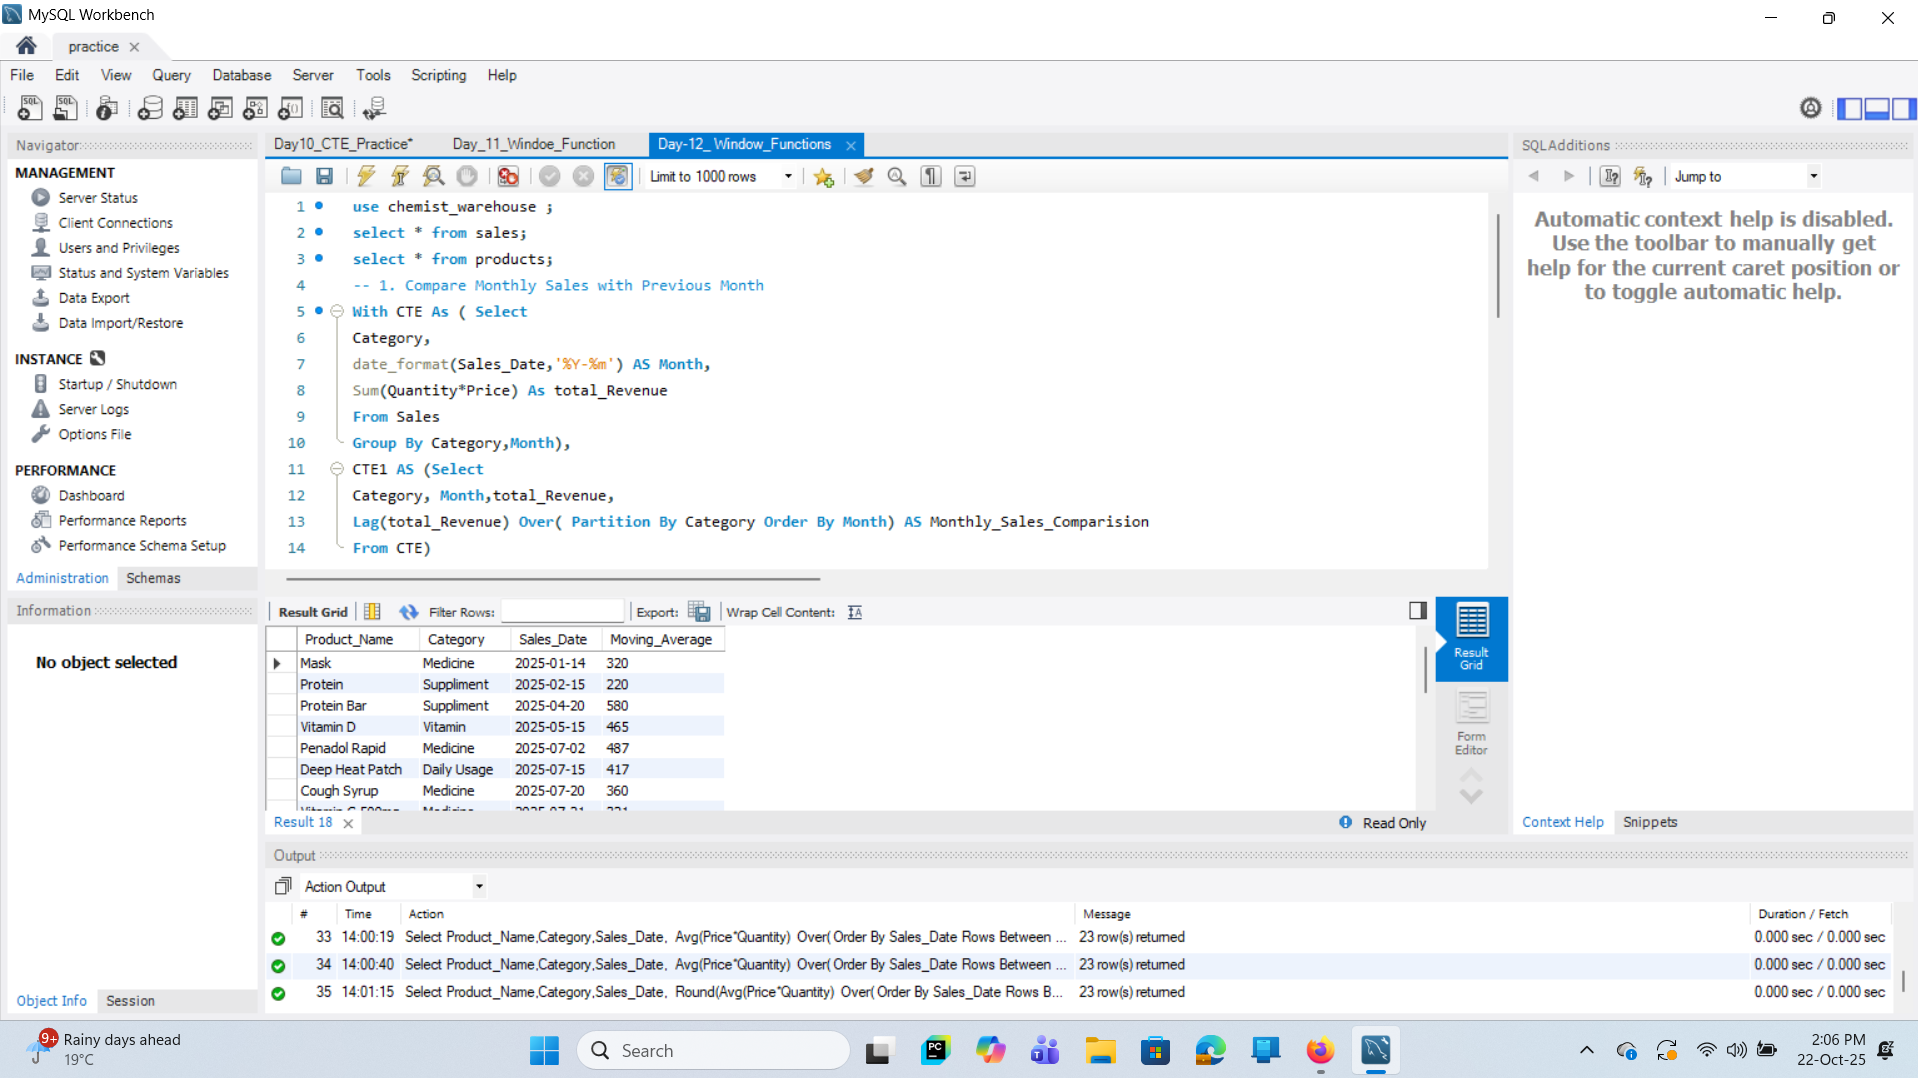 MySQL Workbench
practice
File Edit View Query Database Server Tools Scripting Help
Navigator
MANAGEMENT
Server Status
Client Connections
Users and Privileges
Status and System Variables
Data Export
Data Import/Restore
INSTANCE
Startup / Shutdown
Server Logs
Options File
PERFORMANCE
Dashboard
Performance Reports
Performance Schema Setup
Administration Schemas
Information
No object selected
Object Info Session
Day10_CTE_Practice* Day_11_Windoe_Function Day-12_ Window_Functions
Limit to 1000 rows
1 use chemist_warehouse ;
2 select * from sales;
3 select * from products;
4 -- 1. Compare Monthly Sales with Previous Month
5 With CTE As ( Select
6 Category,
7 date_format(Sales_Date,'%Y-%m') AS Month,
8 Sum(Quantity*Price) As total_Revenue
9 From Sales
10 Group By Category,Month),
11 CTE1 AS (Select
12 Category, Month,total_Revenue,
13 Lag(total_Revenue) Over( Partition By Category Order By Month) AS Monthly_Sales_Comparision
14 From CTE)
Result Grid Filter Rows: Export: Wrap Cell Content:
Product_Name Category Sales_Date Moving_Average
Mask Medicine 2025-01-14 320
Protein Suppliment 2025-02-15 220
Protein Bar Suppliment 2025-04-20 580
Vitamin D Vitamin 2025-05-15 465
Penadol Rapid Medicine 2025-07-02 487
Deep Heat Patch Daily Usage 2025-07-15 417
Cough Syrup Medicine 2025-07-20 360
Result 18
Read Only
Result Grid
Form Editor
SQLAdditions
Jump to
Automatic context help is disabled.
Use the toolbar to manually get
help for the current caret position or
to toggle automatic help.
Context Help Snippets
Output
Action Output
# Time Action Message Duration / Fetch
33 14:00:19 Select Product_Name,Category,Sales_Date, Avg(Price*Quantity) Over( Order By Sales_Date Rows Between ... 23 row(s) returned 0.000 sec / 0.000 sec
34 14:00:40 Select Product_Name,Category,Sales_Date, Avg(Price*Quantity) Over( Order By Sales_Date Rows Between ... 23 row(s) returned 0.000 sec / 0.000 sec
35 14:01:15 Select Product_Name,Category,Sales_Date, Round(Avg(Price*Quantity) Over( Order By Sales_Date Rows B... 23 row(s) returned 0.000 sec / 0.000 sec
9+
Rainy days ahead
19°C
Search
2:06 PM
22-Oct-25